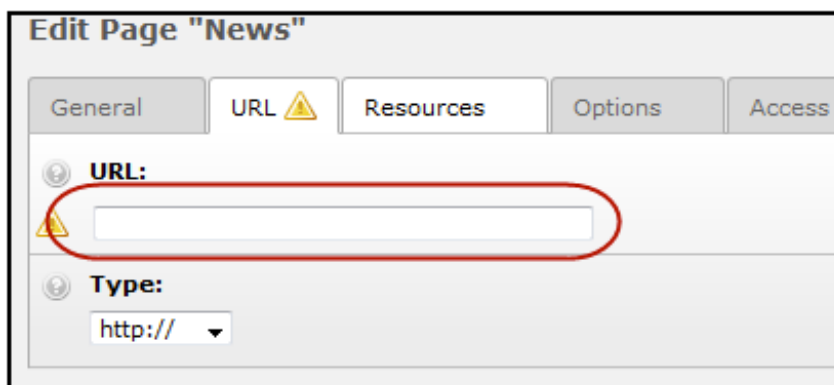 Edit Page "News"
General URL Resources Options Access
URL:
Type:
http://